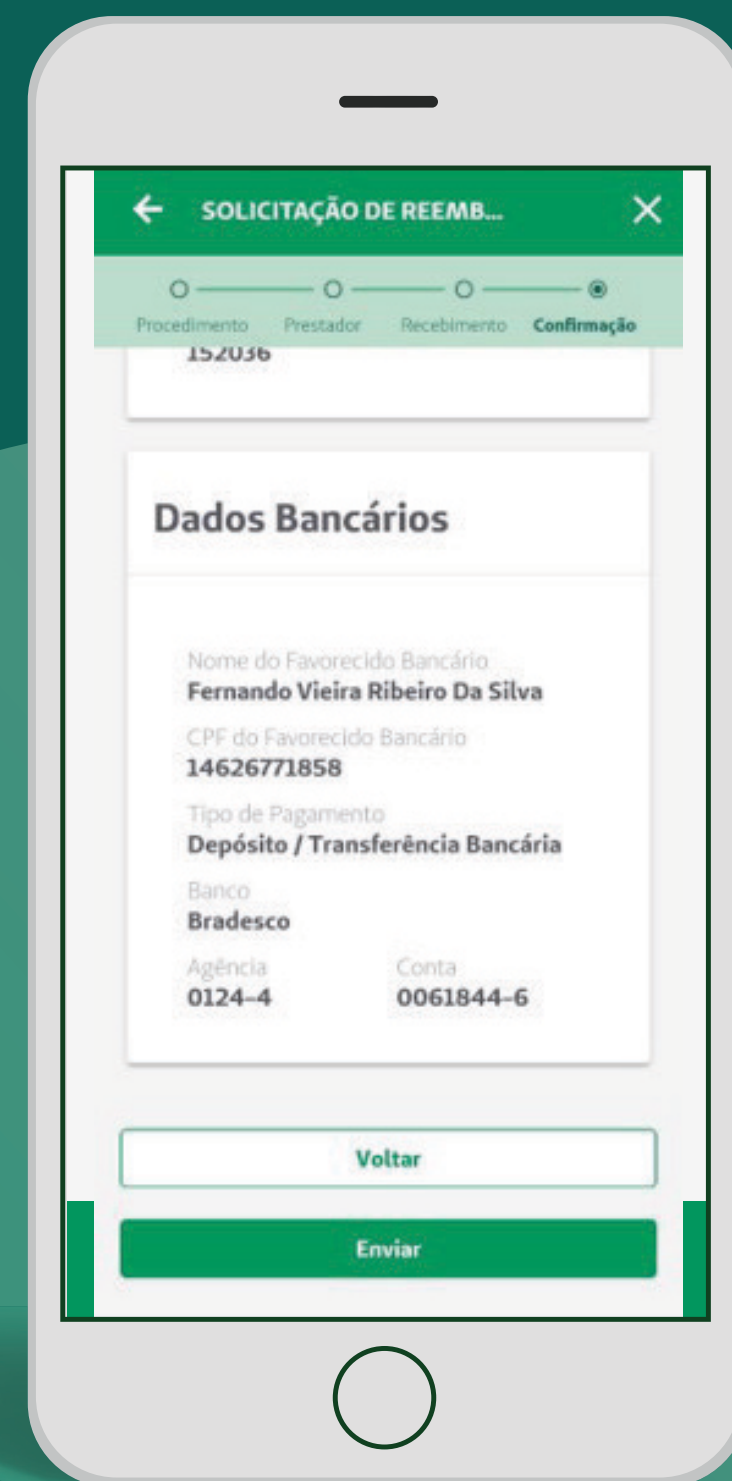 SOLICITAÇÃO DE REEMB...
Procedimento Prestador Recebimento Confirmação
152036
Dados Bancários
Nome do Favorecido Bancário
Fernando Vieira Ribeiro Da Silva
CPF do Favorecido Bancário
14626771858
Tipo de Pagamento
Depósito / Transferência Bancária
Banco
Bradesco
Agência Conta
0124-4 0061844-6
Voltar
Enviar